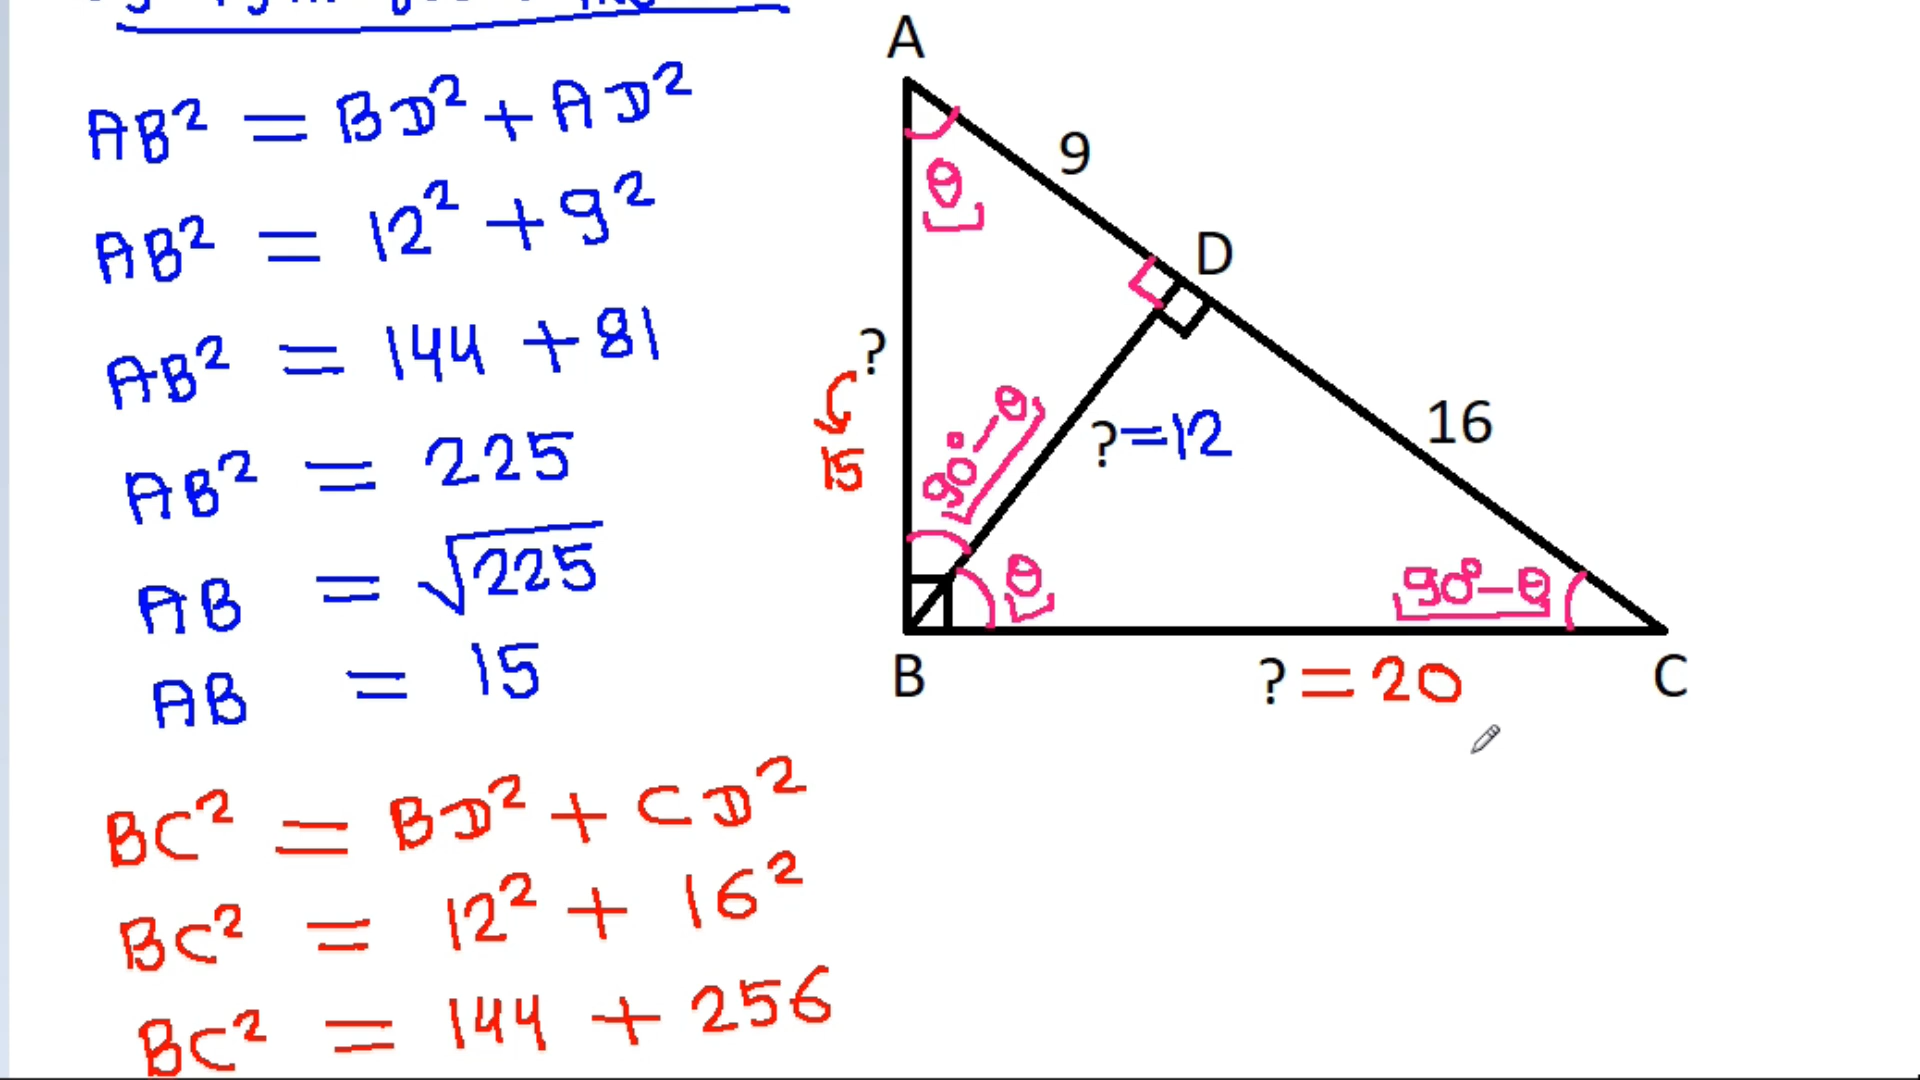 AB² = BD² + AD²
AB² = 12² + 9²
AB² = 144 + 81
AB² = 225
AB = √225
AB = 15
BC² = BD² + CD²
BC² = 12² + 16²
BC² = 144 + 256
A
9
θ
D
?
15
90° – θ
? = 12
16
θ
90° – θ
B
? = 20
C